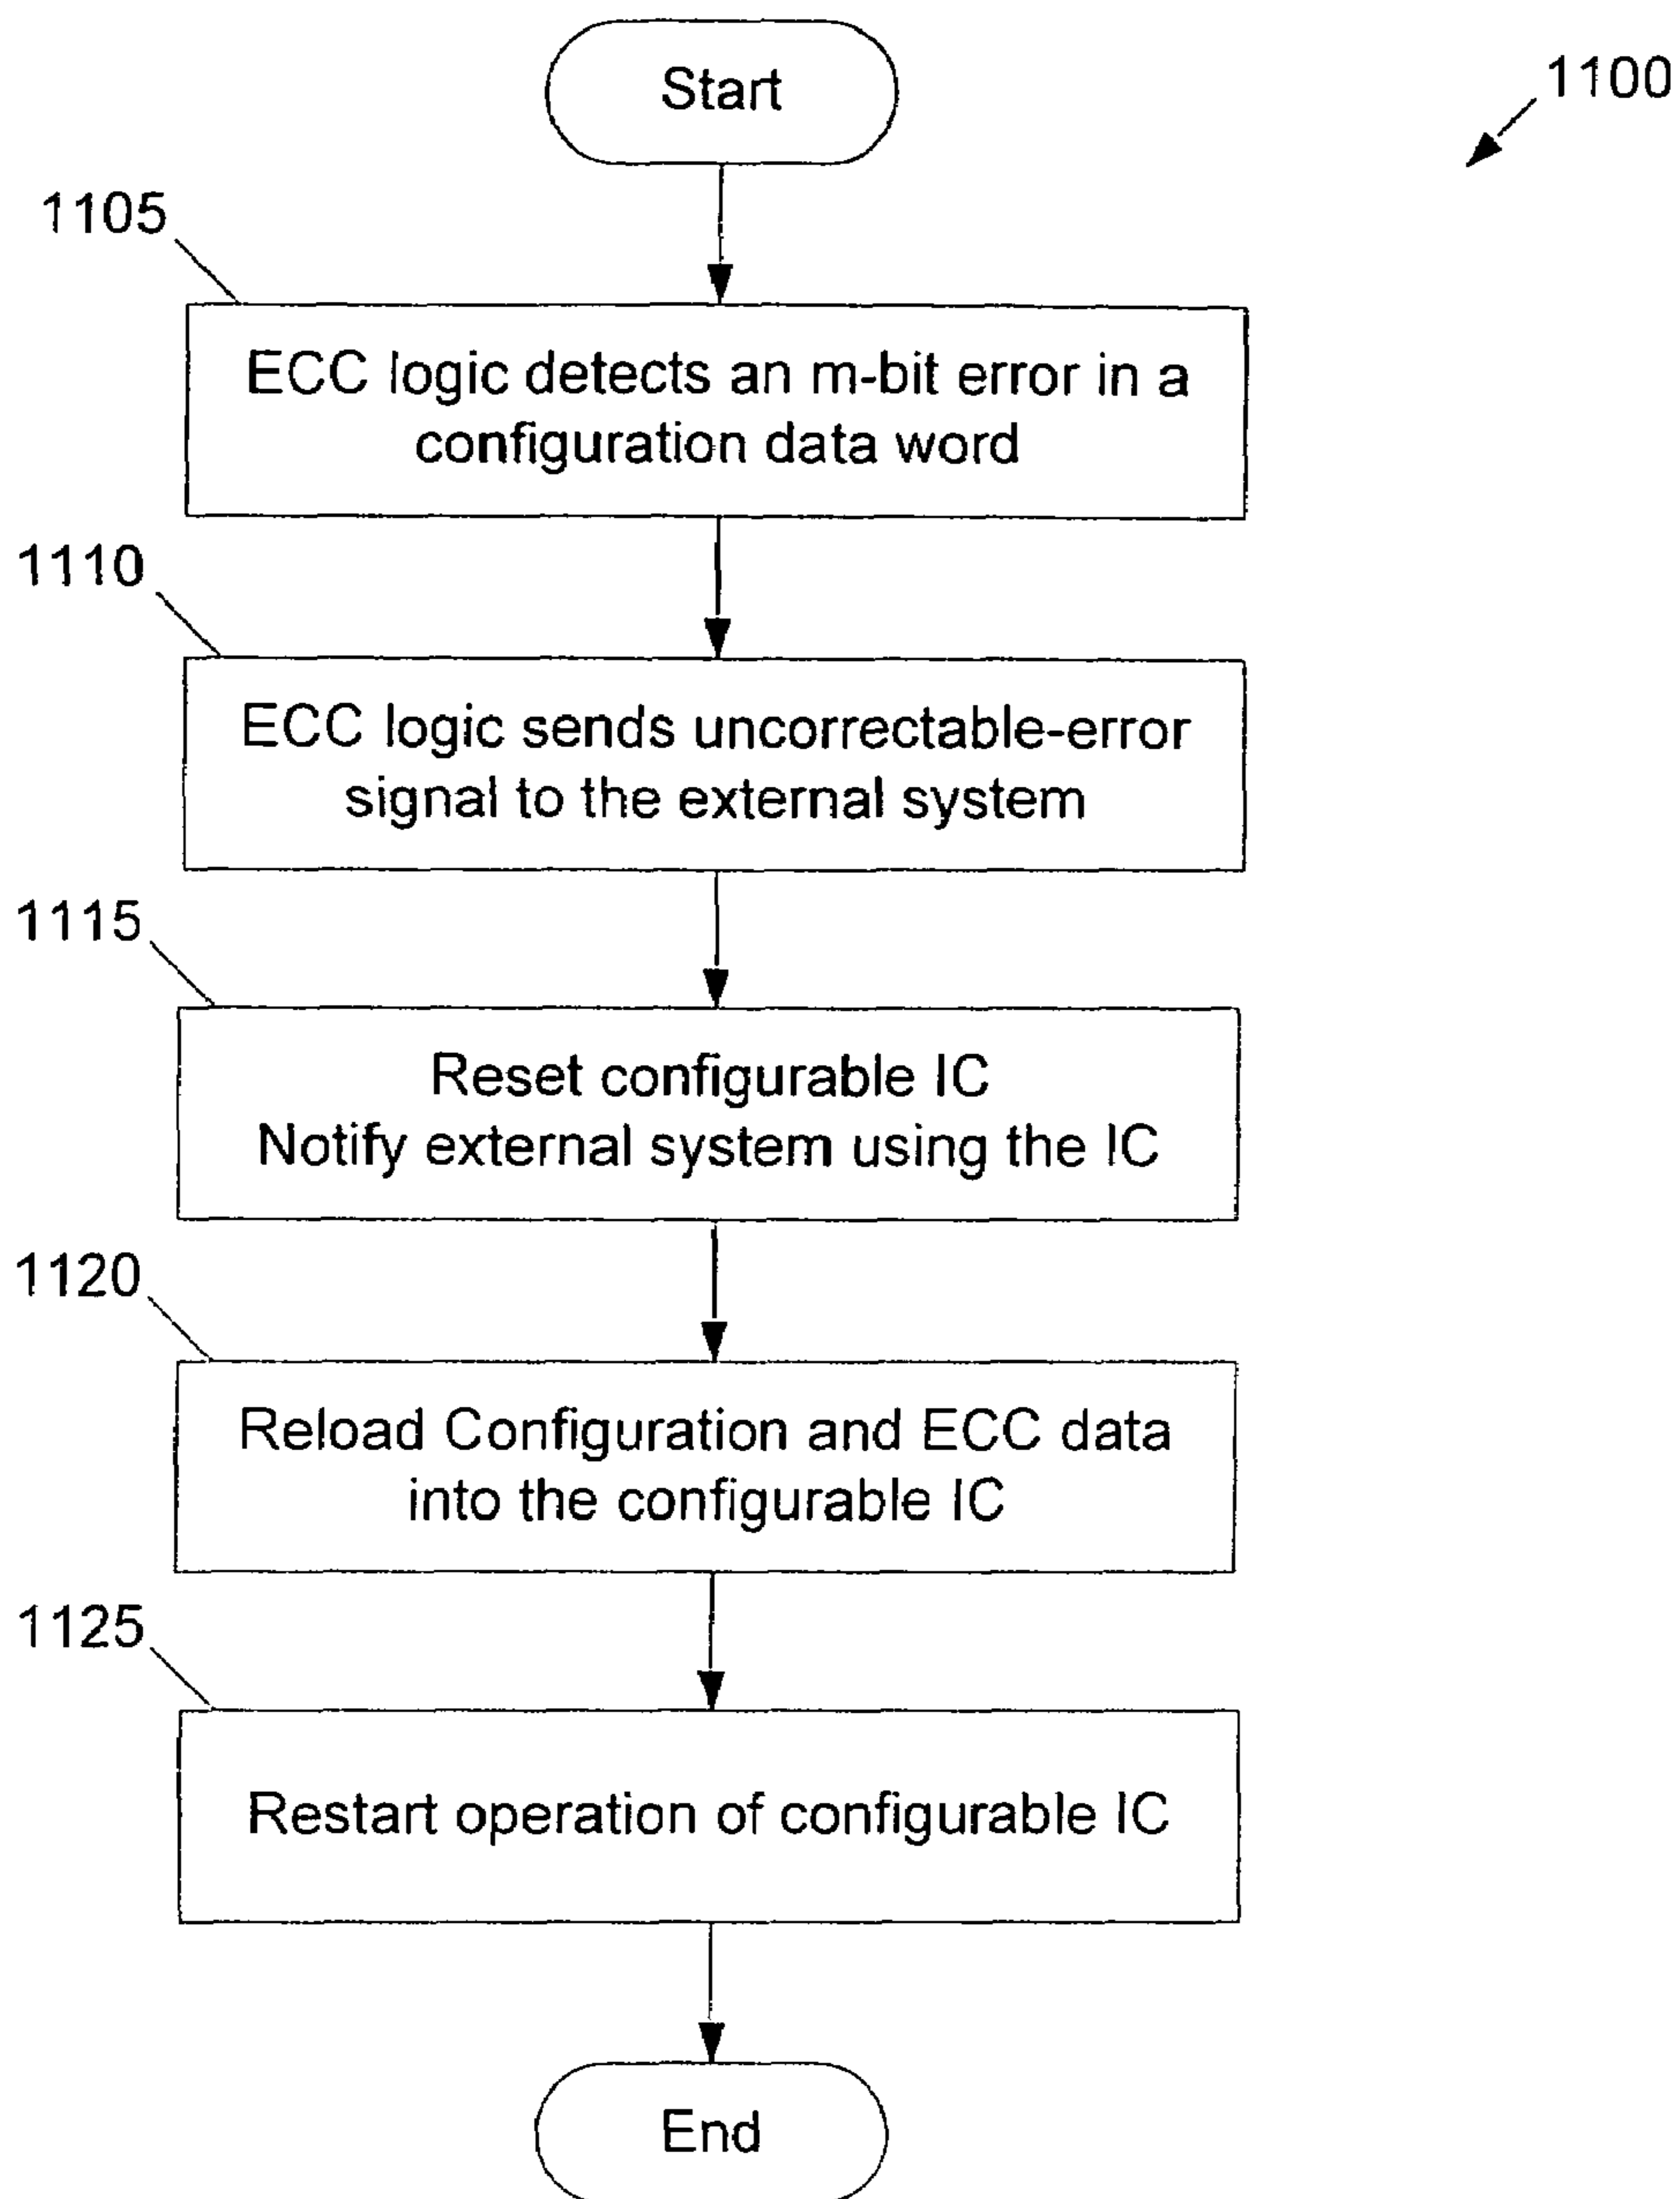 Start
1100
1105
ECC logic detects an m-bit error in a
configuration data word
1110
ECC logic sends uncorrectable-error
signal to the external system
1115
Reset configurable IC
Notify external system using the IC
1120
Reload Configuration and ECC data
into the configurable IC
1125
Restart operation of configurable IC
End